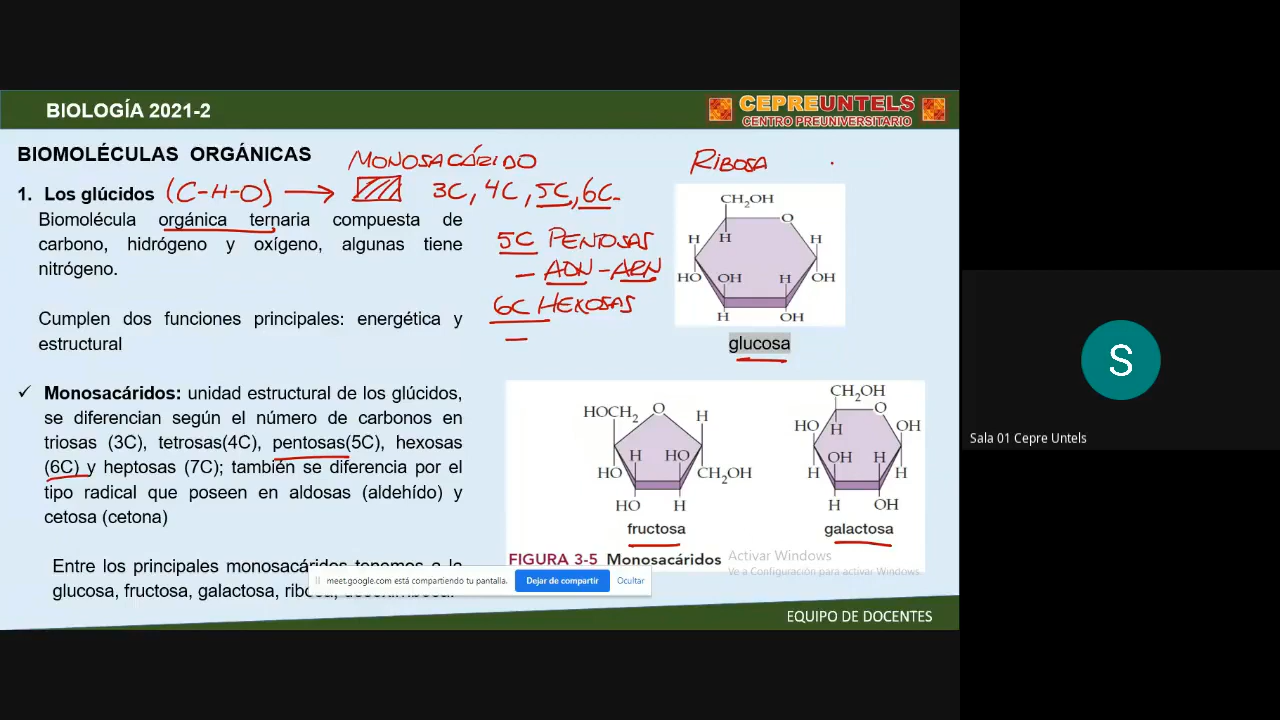 BIOLOGÍA 2021-2
CEPREUNTELS
CENTRO PREUNIVERSITARIO
BIOMOLÉCULAS ORGÁNICAS
MONOSACÁRIDO
RIBOSA
1. Los glúcidos (C-H-O) → 3C, 4C, 5C, 6C
Biomolécula orgánica ternaria compuesta de
carbono, hidrógeno y oxígeno, algunas tiene
nitrógeno.
5C PENTOSAS
- ADN - ARN
6C HEXOSAS
Cumplen dos funciones principales: energética y
estructural
✓ Monosacáridos: unidad estructural de los glúcidos,
se diferencian según el número de carbonos en
triosas (3C), tetrosas(4C), pentosas(5C), hexosas
(6C) y heptosas (7C); también se diferencia por el
tipo radical que poseen en aldosas (aldehído) y
cetosa (cetona)
Entre los principales monosacáridos tenemos a la
glucosa, fructosa, galactosa, ribosa,
CH2OH
O
H H H
HO OH H OH
H OH
glucosa
HOCH2 O H
H HO
HO CH2OH
HO H
fructosa
CH2OH
O
HO H OH
OH H
H H
H OH
galactosa
FIGURA 3-5 Monosacáridos
Activar Windows
Ve a Configuración para activar Windows.
meet.google.com está compartiendo tu pantalla. Dejar de compartir Ocultar
EQUIPO DE DOCENTES
S
Sala 01 Cepre Untels